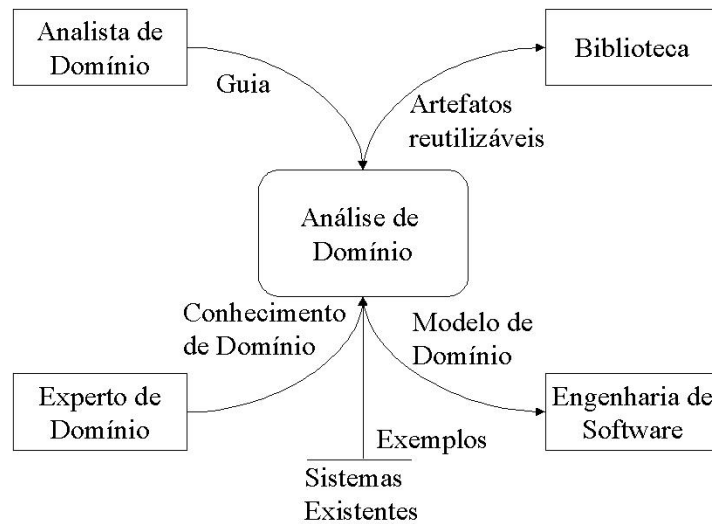 Analista de
Domínio
Biblioteca
Guia
Artefatos
reutilizáveis
Análise de
Domínio
Conhecimento
de Domínio
Modelo de
Domínio
Experto de
Domínio
Engenharia de
Software
Exemplos
Sistemas
Existentes